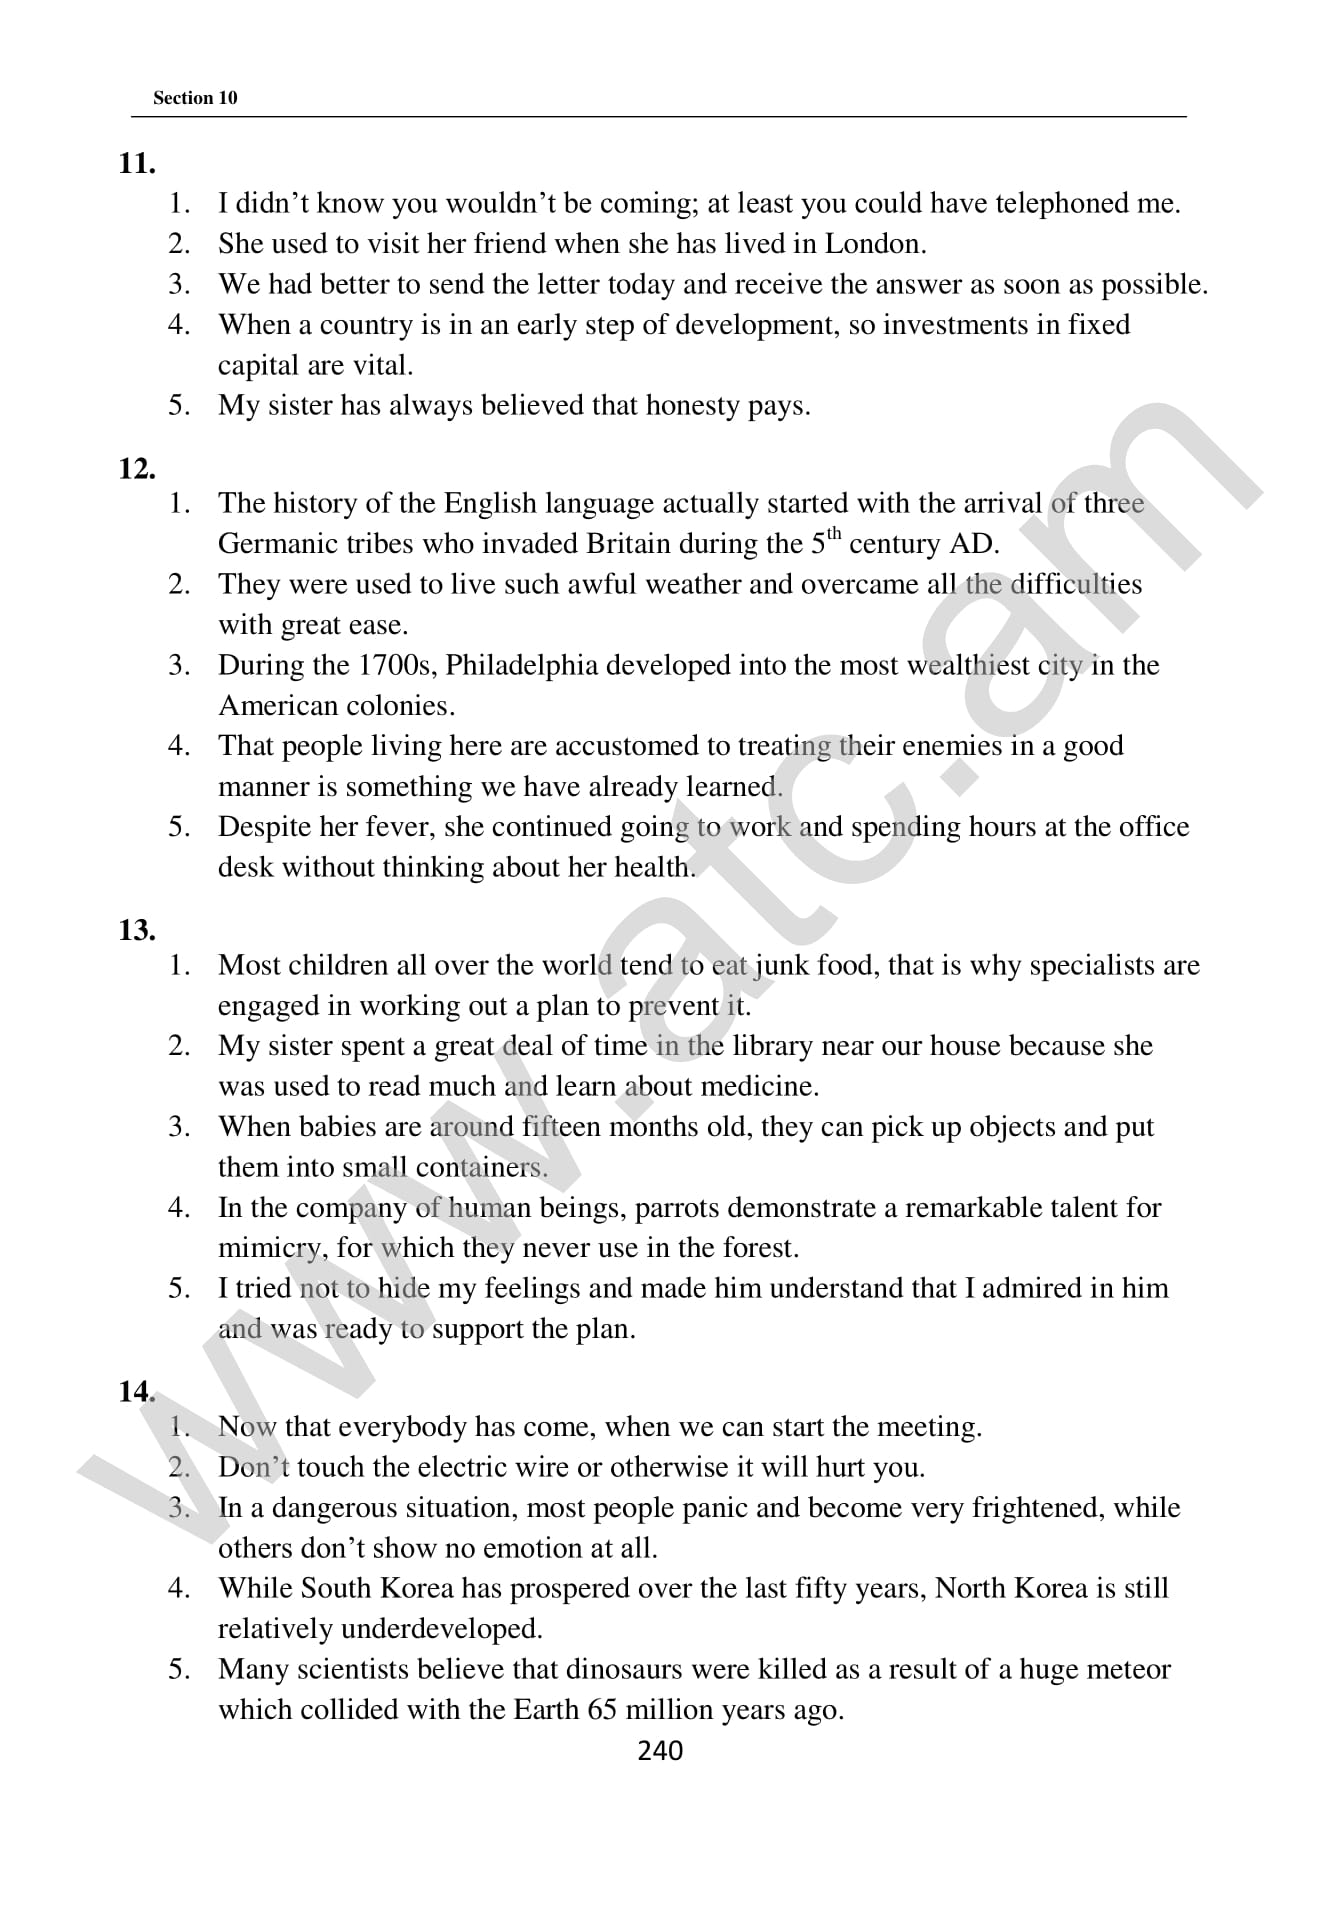 Section 10
11.
1. I didn’t know you wouldn’t be coming; at least you could have telephoned me.
2. She used to visit her friend when she has lived in London.
3. We had better to send the letter today and receive the answer as soon as possible.
4. When a country is in an early step of development, so investments in fixed
capital are vital.
5. My sister has always believed that honesty pays.
12.
1. The history of the English language actually started with the arrival of three
Germanic tribes who invaded Britain during the 5th century AD.
2. They were used to live such awful weather and overcame all the difficulties
with great ease.
3. During the 1700s, Philadelphia developed into the most wealthiest city in the
American colonies.
4. That people living here are accustomed to treating their enemies in a good
manner is something we have already learned.
5. Despite her fever, she continued going to work and spending hours at the office
desk without thinking about her health.
13.
1. Most children all over the world tend to eat junk food, that is why specialists are
engaged in working out a plan to prevent it.
2. My sister spent a great deal of time in the library near our house because she
was used to read much and learn about medicine.
3. When babies are around fifteen months old, they can pick up objects and put
them into small containers.
4. In the company of human beings, parrots demonstrate a remarkable talent for
mimicry, for which they never use in the forest.
5. I tried not to hide my feelings and made him understand that I admired in him
and was ready to support the plan.
14.
1. Now that everybody has come, when we can start the meeting.
2. Don’t touch the electric wire or otherwise it will hurt you.
3. In a dangerous situation, most people panic and become very frightened, while
others don’t show no emotion at all.
4. While South Korea has prospered over the last fifty years, North Korea is still
relatively underdeveloped.
5. Many scientists believe that dinosaurs were killed as a result of a huge meteor
which collided with the Earth 65 million years ago.
240
www.atc.am